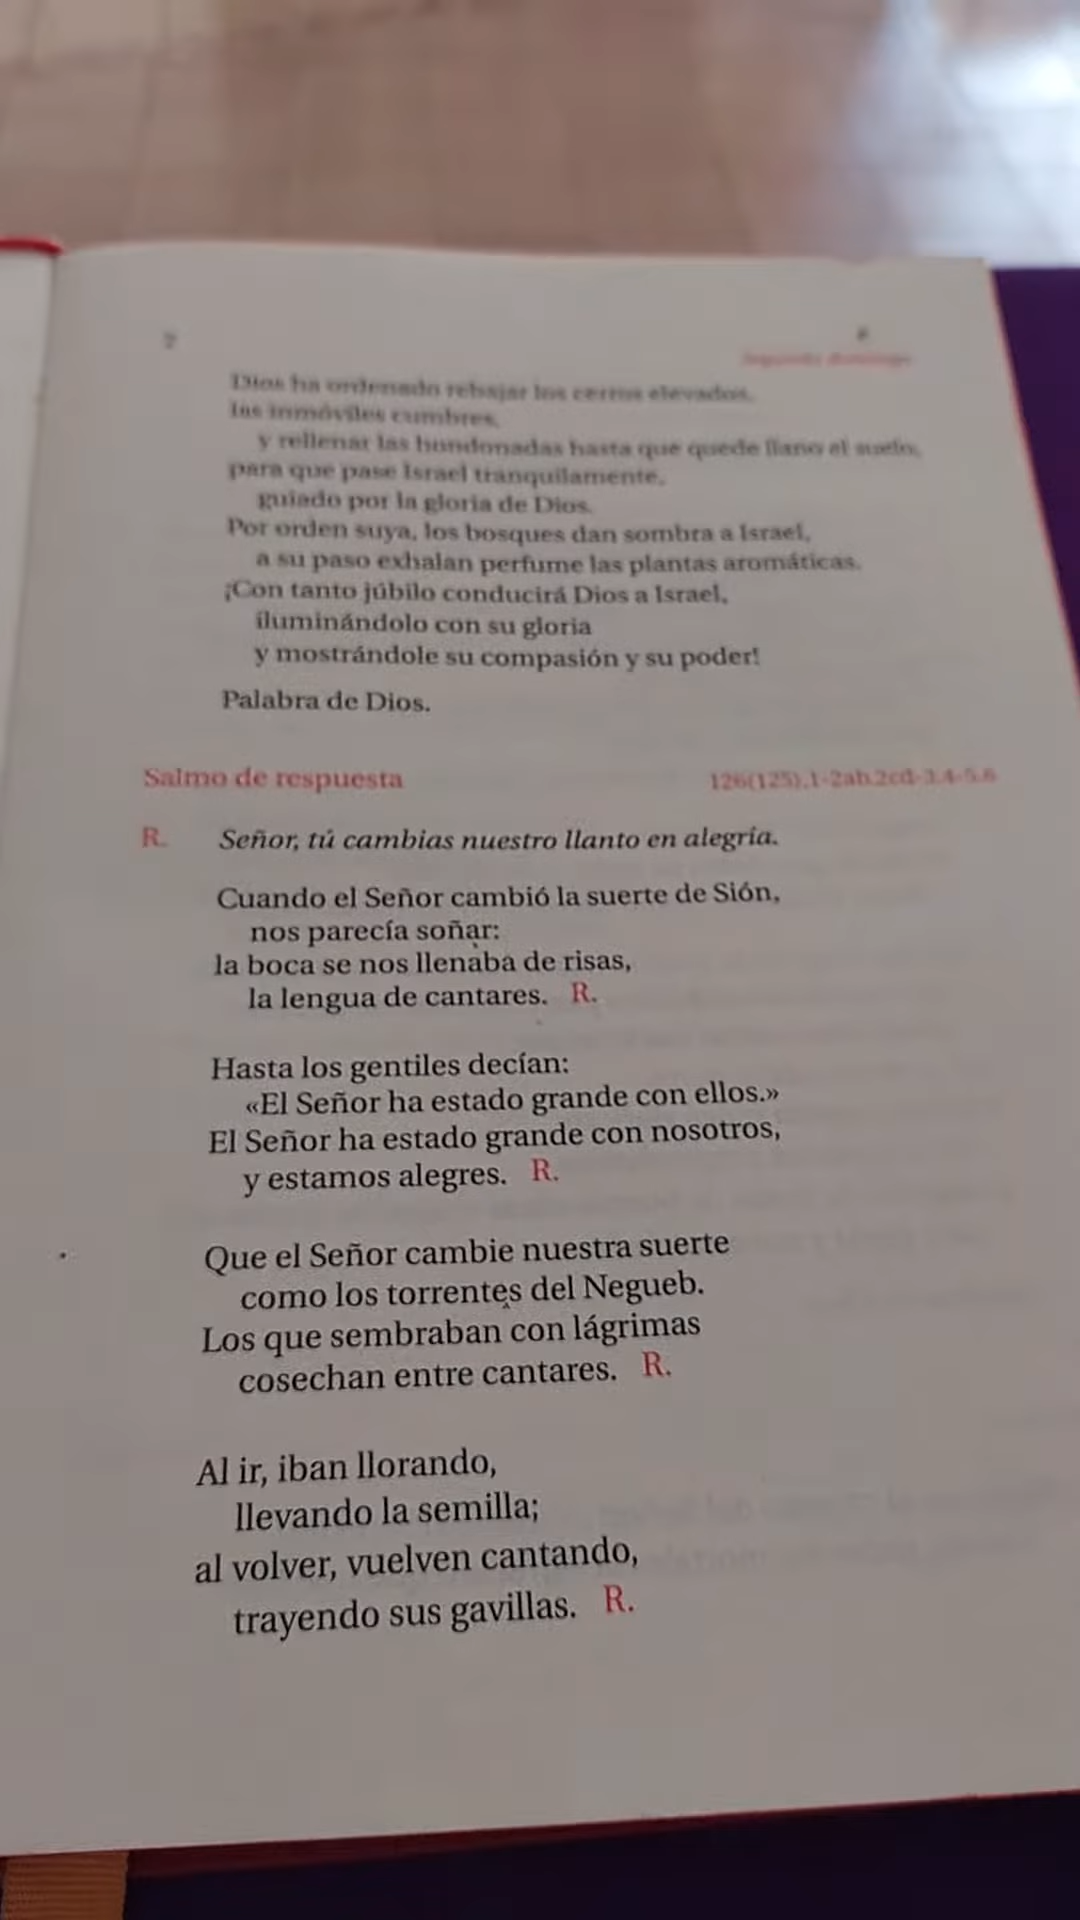 7
Segundo domingo
Dios ha ordenado rebajar los cerros elevados,
las inmóviles cumbres,
y rellenar las hondonadas hasta que quede llano el suelo,
para que pase Israel tranquilamente,
guiado por la gloria de Dios.
Por orden suya, los bosques dan sombra a Israel,
a su paso exhalan perfume las plantas aromáticas.
¡Con tanto júbilo conducirá Dios a Israel,
iluminándolo con su gloria
y mostrándole su compasión y su poder!
Palabra de Dios.
Salmo de respuesta 126(125),1-2ab.2cd-3.4-5.6
R. Señor, tú cambias nuestro llanto en alegría.
Cuando el Señor cambió la suerte de Sión,
nos parecía soñar:
la boca se nos llenaba de risas,
la lengua de cantares. R.
Hasta los gentiles decían:
«El Señor ha estado grande con ellos.»
El Señor ha estado grande con nosotros,
y estamos alegres. R.
Que el Señor cambie nuestra suerte
como los torrentes del Negueb.
Los que sembraban con lágrimas
cosechan entre cantares. R.
Al ir, iban llorando,
llevando la semilla;
al volver, vuelven cantando,
trayendo sus gavillas. R.